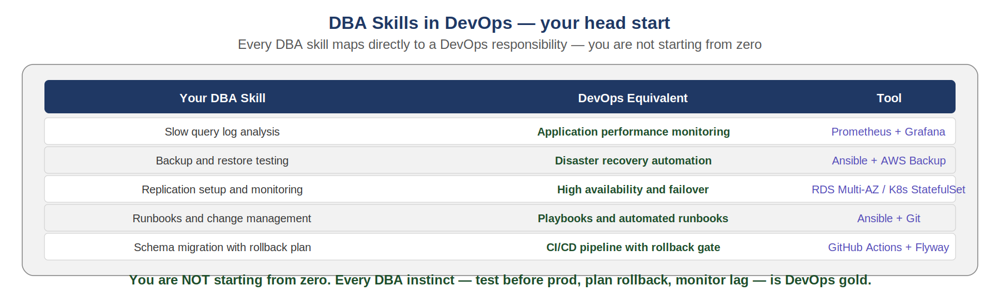 DBA Skills in DevOps — your head start
Every DBA skill maps directly to a DevOps responsibility — you are not starting from zero
Your DBA Skill DevOps Equivalent Tool
Slow query log analysis Application performance monitoring Prometheus + Grafana
Backup and restore testing Disaster recovery automation Ansible + AWS Backup
Replication setup and monitoring High availability and failover RDS Multi-AZ / K8s StatefulSet
Runbooks and change management Playbooks and automated runbooks Ansible + Git
Schema migration with rollback plan CI/CD pipeline with rollback gate GitHub Actions + Flyway
You are NOT starting from zero. Every DBA instinct — test before prod, plan rollback, monitor lag — is DevOps gold.